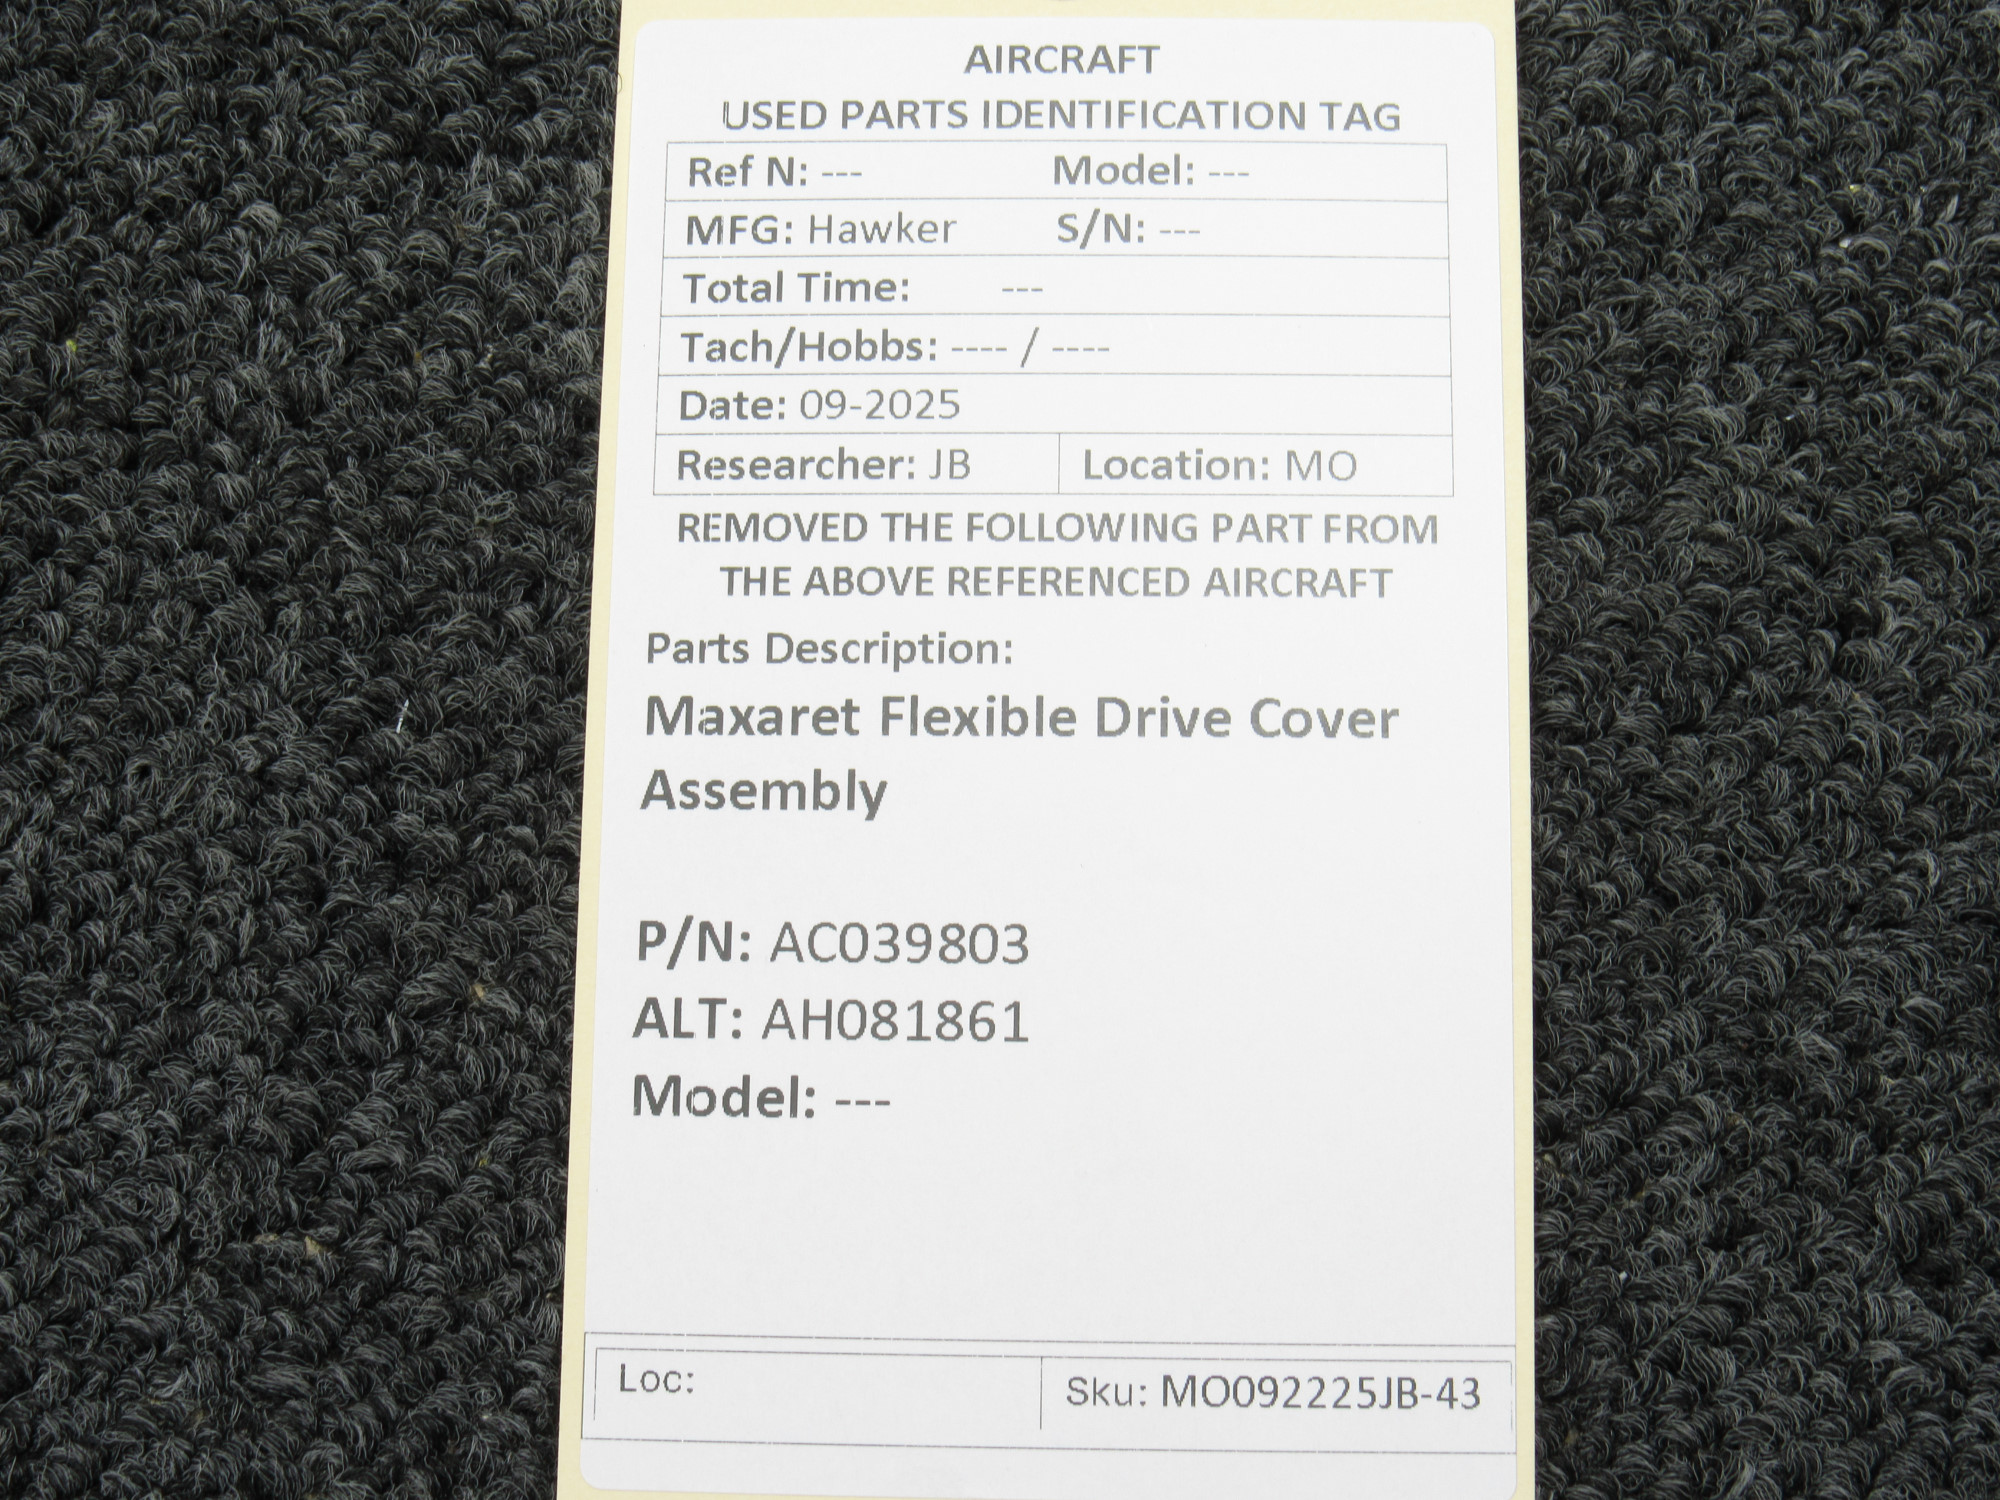 AIRCRAFT
USED PARTS IDENTIFICATION TAG
Ref N: --- Model: ---
MFG: Hawker S/N: ---
Total Time: ---
Tach/Hobbs: ---- / ----
Date: 09-2025
Researcher: JB Location: MO
REMOVED THE FOLLOWING PART FROM
THE ABOVE REFERENCED AIRCRAFT
Parts Description:
Maxaret Flexible Drive Cover
Assembly
P/N: AC039803
ALT: AH081861
Model: ---
Loc: Sku: MO092225JB-43